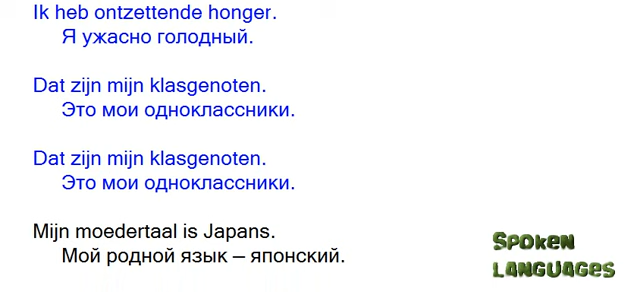 Ik heb ontzettende honger.
Я ужасно голодный.
Dat zijn mijn klasgenoten.
Это мои одноклассники.
Dat zijn mijn klasgenoten.
Это мои одноклассники.
Mijn moedertaal is Japans.
Мой родной язык — японский.
Spoken
Languages